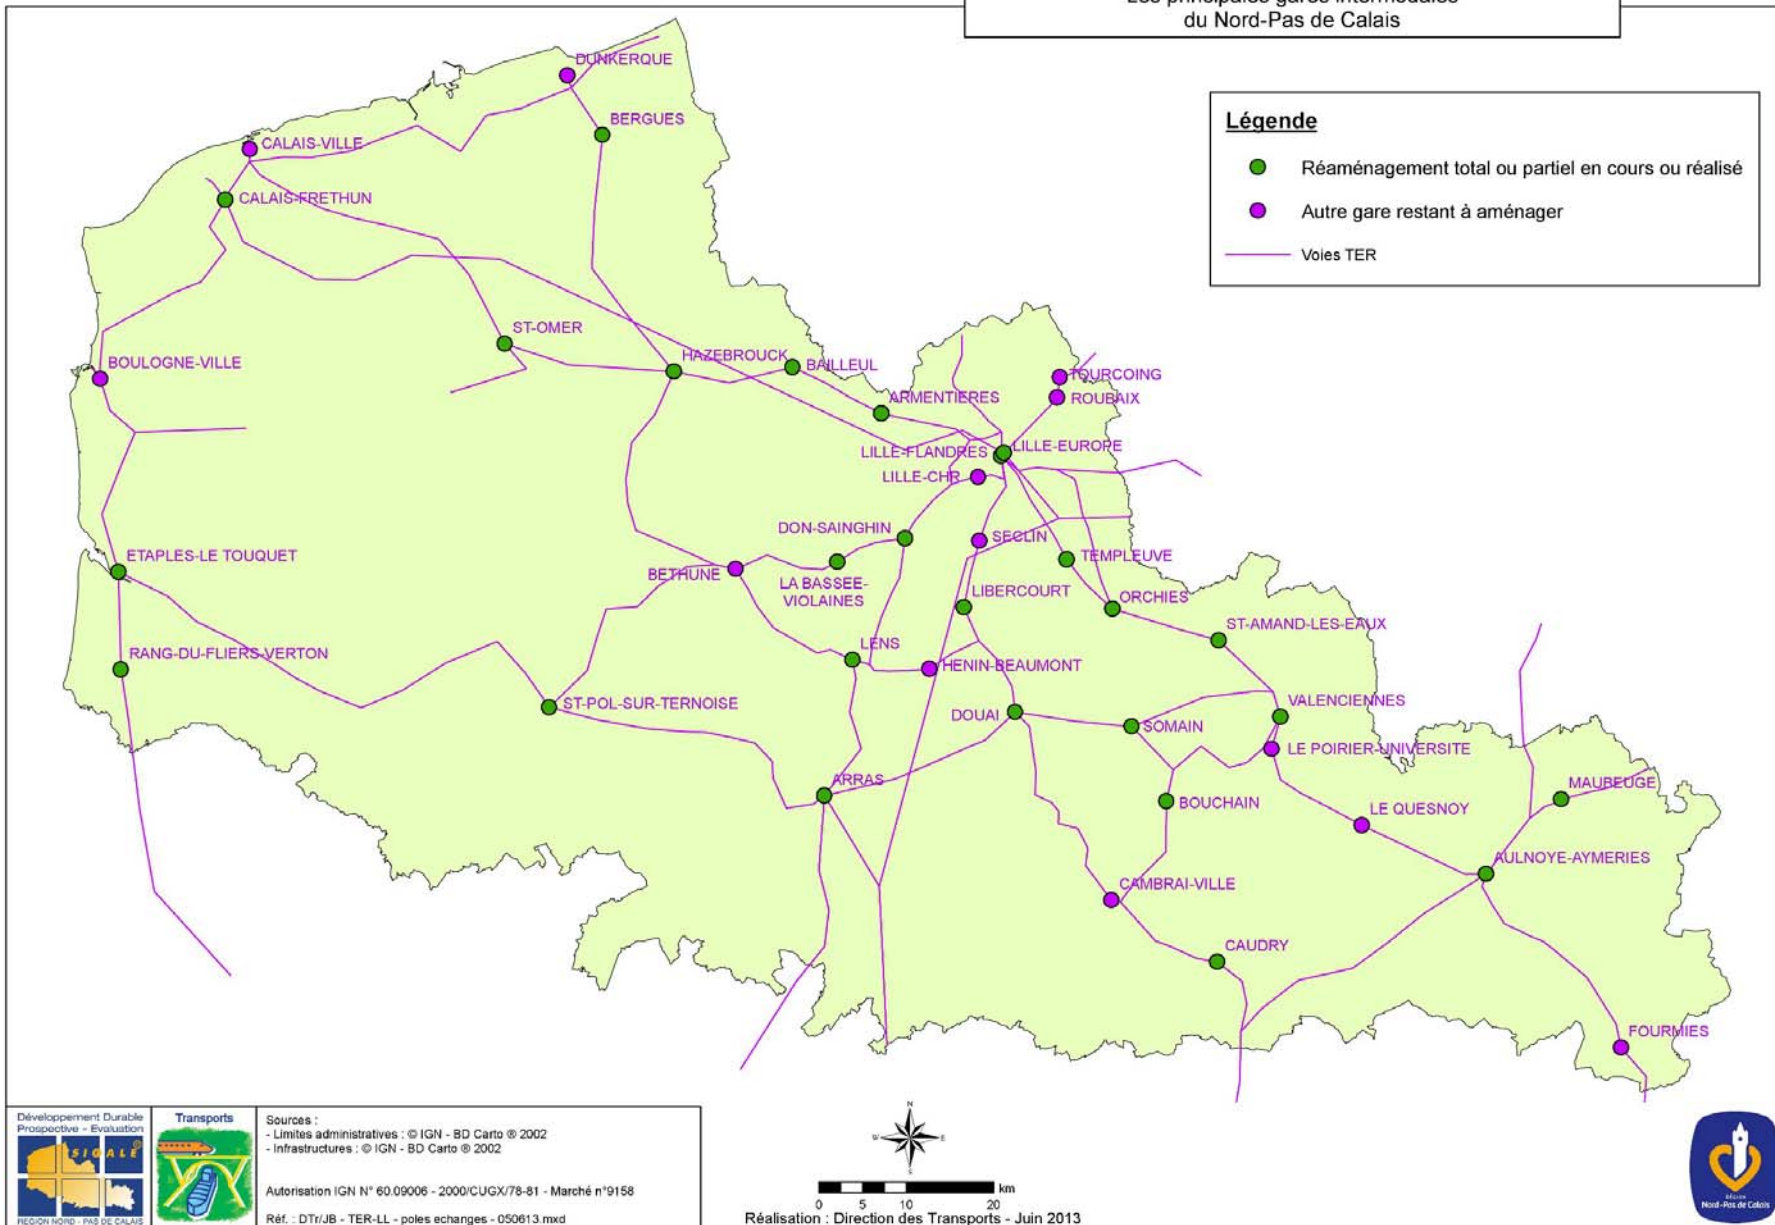 Les principales gares intermodales
du Nord-Pas de Calais
Légende
Réaménagement total ou partiel en cours ou réalisé
Autre gare restant à aménager
Voies TER
DUNKERQUE
BERGUES
CALAIS-VILLE
CALAIS-FRETHUN
ST-OMER
BOULOGNE-VILLE
HAZEBROUCK
BAILLEUL
TOURCOING
ROUBAIX
ARMENTIERES
LILLE-FLANDRES
LILLE-EUROPE
LILLE-CHR
DON-SAINGHIN
SECLIN
ETAPLES-LE TOUQUET
BETHUNE
LA BASSEE-
VIOLAINES
TEMPLEUVE
LIBERCOURT
ORCHIES
ST-AMAND-LES-EAUX
RANG-DU-FLIERS-VERTON
LENS
HENIN-BEAUMONT
ST-POL-SUR-TERNOISE
DOUAI
SOMAIN
VALENCIENNES
LE POIRIER-UNIVERSITE
ARRAS
BOUCHAIN
MAUBEUGE
LE QUESNOY
AULNOYE-AYMERIES
CAMBRAI-VILLE
CAUDRY
FOURMIES
Développement Durable
Prospective - Evaluation
SIGALE ®
REGION NORD - PAS DE CALAIS
Transports
Sources :
- Limites administratives : © IGN - BD Carto ® 2002
- Infrastructures : © IGN - BD Carto ® 2002
Autorisation IGN N° 60.09006 - 2000/CUGX/78-81 - Marché n°9158
Réf. : DTr/JB - TER-LL - poles echanges - 050613.mxd
N
W
E
S
km
0 5 10 20
Réalisation : Direction des Transports - Juin 2013
Région
Nord-Pas de Calais